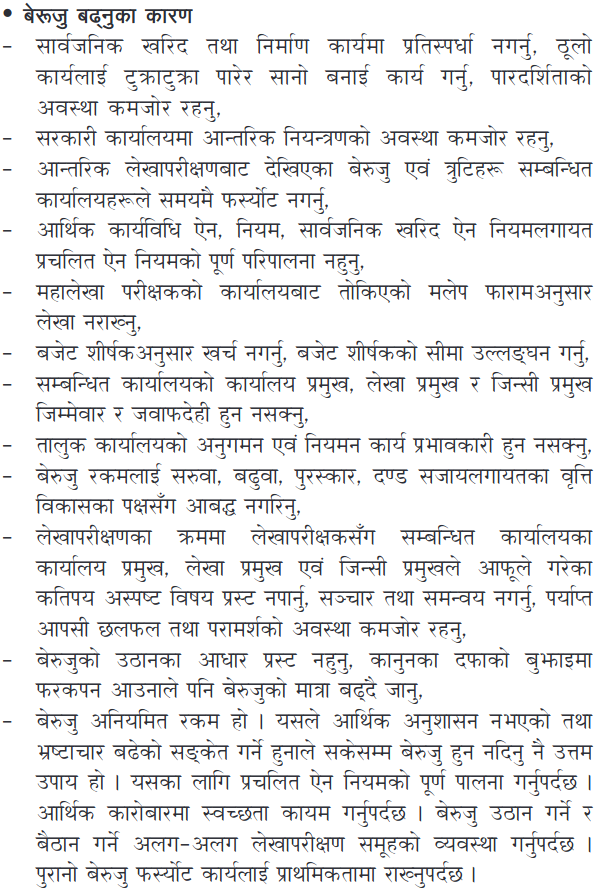 • बेरूजु बढ्नुका कारण
– सार्वजनिक खरिद तथा निर्माण कार्यमा प्रतिस्पर्धा नगर्नु, ठूलो
कार्यलाई टुक्राटुक्रा पारेर सानो बनाई कार्य गर्नु, पारदर्शिताको
अवस्था कमजोर रहनु,
– सरकारी कार्यालयमा आन्तरिक नियन्त्रणको अवस्था कमजोर रहनु,
– आन्तरिक लेखापरीक्षणबाट देखिएका बेरुजु एवं त्रुटिहरू सम्बन्धित
कार्यालयहरूले समयमै फर्स्योट नगर्नु,
– आर्थिक कार्यविधि ऐन, नियम, सार्वजनिक खरिद ऐन नियमलगायत
प्रचलित ऐन नियमको पूर्ण परिपालना नहुनु,
– महालेखा परीक्षकको कार्यालयबाट तोकिएको मलेप फारामअनुसार
लेखा नराख्नु,
– बजेट शीर्षकअनुसार खर्च नगर्नु, बजेट शीर्षकको सीमा उल्लङ्घन गर्नु,
– सम्बन्धित कार्यालयको कार्यालय प्रमुख, लेखा प्रमुख र जिन्सी प्रमुख
जिम्मेवार र जवाफदेही हुन नसक्नु,
– तालुक कार्यालयको अनुगमन एवं नियमन कार्य प्रभावकारी हुन नसक्नु,
– बेरुजु रकमलाई सरुवा, बढुवा, पुरस्कार, दण्ड सजायलगायतका वृत्ति
विकासका पक्षसँग आबद्ध नगरिनु,
– लेखापरीक्षणका क्रममा लेखापरीक्षकसँग सम्बन्धित कार्यालयका
कार्यालय प्रमुख, लेखा प्रमुख एवं जिन्सी प्रमुखले आफूले गरेका
कतिपय अस्पष्ट विषय प्रस्ट नपार्नु, सञ्चार तथा समन्वय नगर्नु, पर्याप्त
आपसी छलफल तथा परामर्शको अवस्था कमजोर रहनु,
– बेरुजुको उठानका आधार प्रस्ट नहुनु, कानुनका दफाको बुझाइमा
फरकपन आउनाले पनि बेरुजुको मात्रा बढ्दै जानु,
– बेरुजु अनियमित रकम हो । यसले आर्थिक अनुशासन नभएको तथा
भ्रष्टाचार बढेको सङ्केत गर्ने हुनाले सकेसम्म बेरुजु हुन नदिनु नै उत्तम
उपाय हो । यसका लागि प्रचलित ऐन नियमको पूर्ण पालना गर्नुपर्दछ ।
आर्थिक कारोबारमा स्वच्छता कायम गर्नुपर्दछ । बेरुजु उठान गर्ने र
बैठान गर्ने अलग-अलग लेखापरीक्षण समूहको व्यवस्था गर्नुपर्दछ ।
पुरानो बेरुजु फर्स्योट कार्यलाई प्राथमिकतामा राख्नुपर्दछ ।